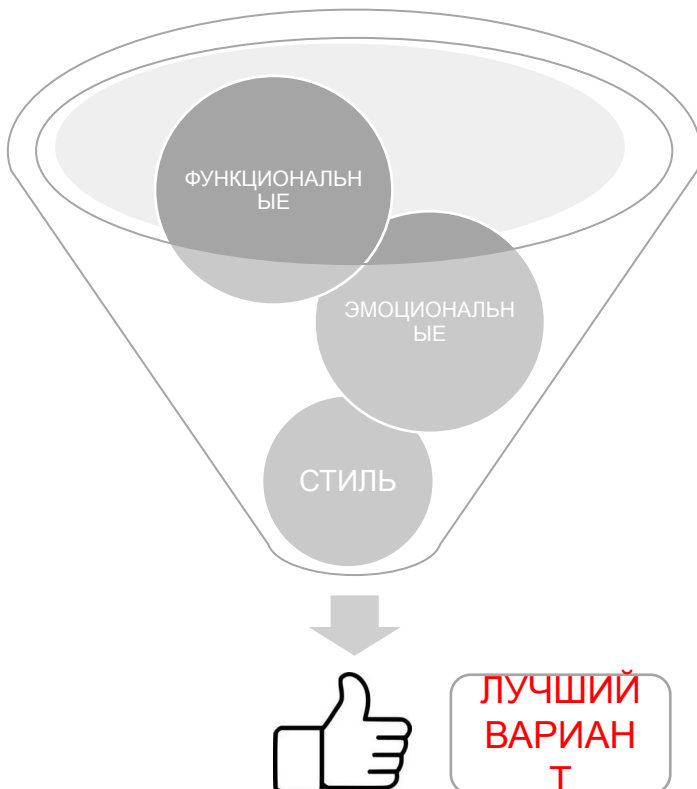 ФУНКЦИОНАЛЬН
ЫЕ
ЭМОЦИОНАЛЬН
ЫЕ
СТИЛЬ
ЛУЧШИЙ
ВАРИАН
Т